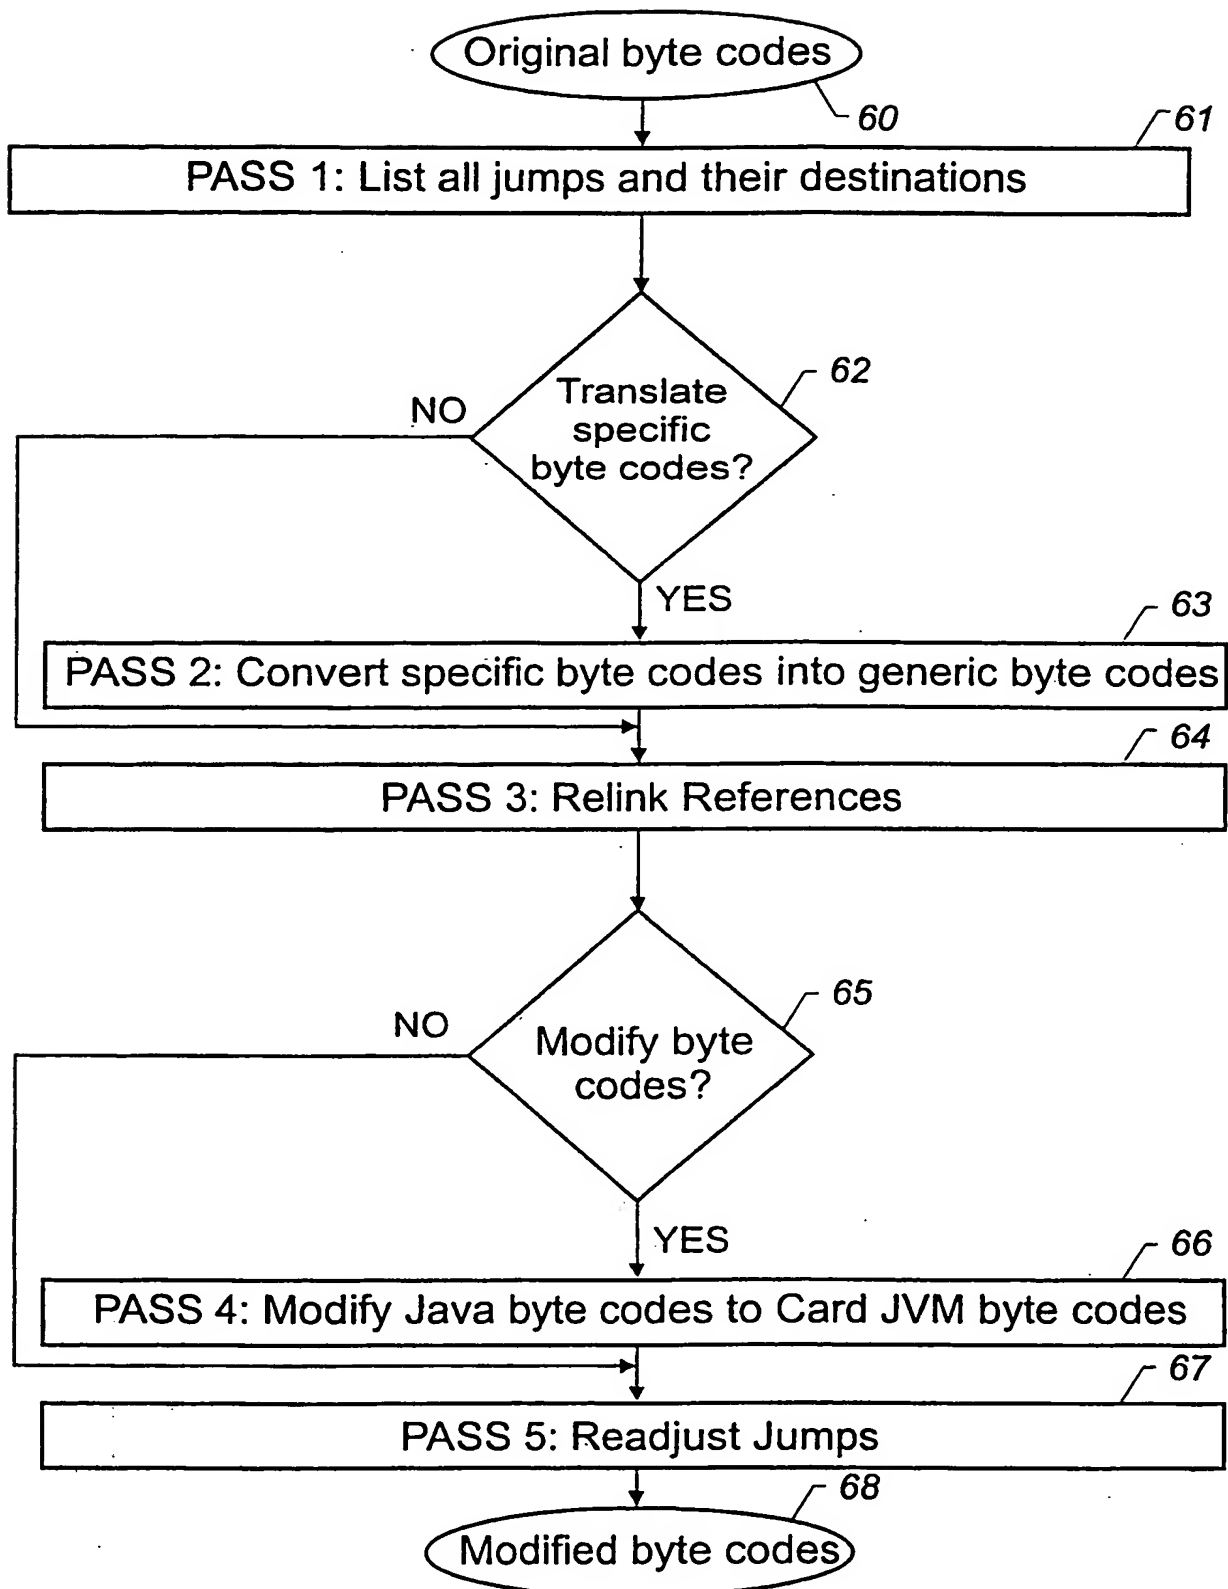 Original byte codes
60
61
PASS 1: List all jumps and their destinations
62
Translate
specific
byte codes?
NO
YES
63
PASS 2: Convert specific byte codes into generic byte codes
64
PASS 3: Relink References
65
NO
Modify byte
codes?
YES
66
PASS 4: Modify Java byte codes to Card JVM byte codes
67
PASS 5: Readjust Jumps
68
Modified byte codes